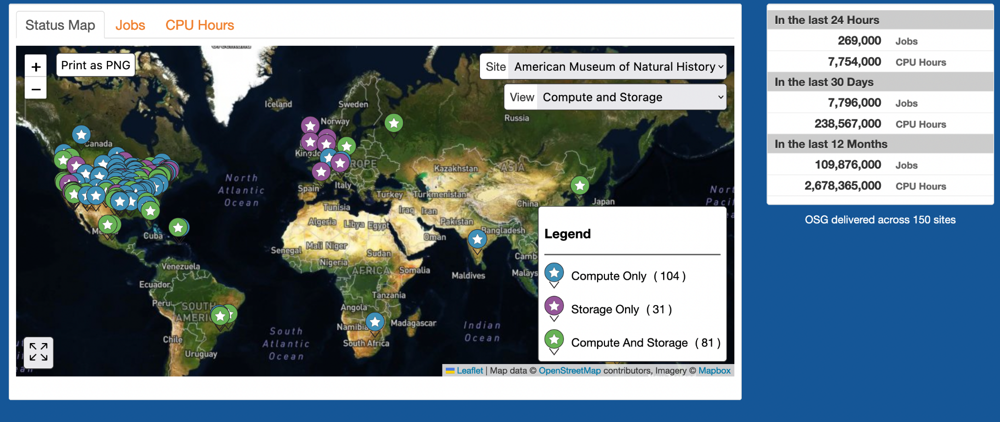 Status Map Jobs CPU Hours
+
−
Print as PNG
Site American Museum of Natural History
View Compute and Storage
Greenland
Iceland
Sweden
Norway
Russia
Canada
Kingdo
ROPE
Kazakhstan
ASIA
North
Atlantic
Ocean
Spain
Italy
Turkey
Turkmenistan
China
Japan
Nort
Pacif
Tunisia
Iraq Iran
Algeria Libya Egypt
Pakistan
Bangladesh
Me
Cuba
Oman
Senegal
Mali Niger
Sudan
Camb
Nigeria
AFRICA
Somalia
Maldives
Malays
Venezuela
Ecuador
Tanzania
Peru
SOUTH
AMERI
Angola
Namibia
Madagascar
Indian
Ocean
South
Atlantic
Ocean
Chile
South Africa
Uruguay
Legend
Compute Only ( 104 )
Storage Only ( 31 )
Compute And Storage ( 81 )
Leaflet | Map data © OpenStreetMap contributors, Imagery © Mapbox
In the last 24 Hours
269,000 Jobs
7,754,000 CPU Hours
In the last 30 Days
7,796,000 Jobs
238,567,000 CPU Hours
In the last 12 Months
109,876,000 Jobs
2,678,365,000 CPU Hours
OSG delivered across 150 sites